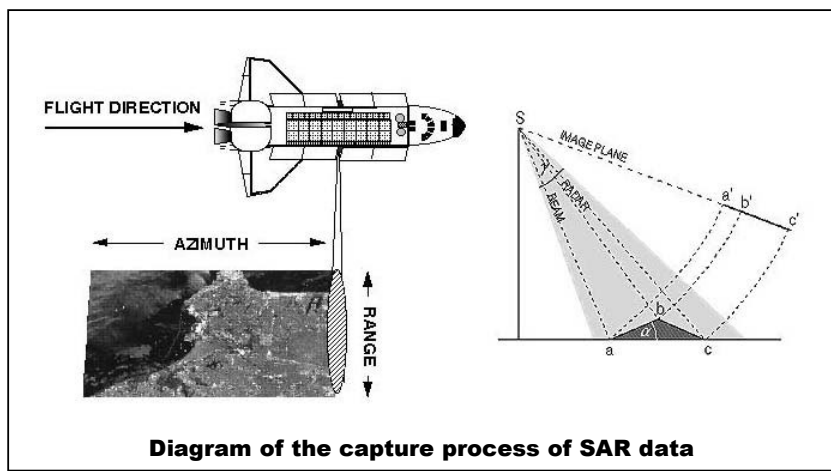 FLIGHT DIRECTION
AZIMUTH
RANGE
S
IMAGE PLANE
γ
RADAR
BEAM
a' b' c'
b
α
a c
Diagram of the capture process of SAR data